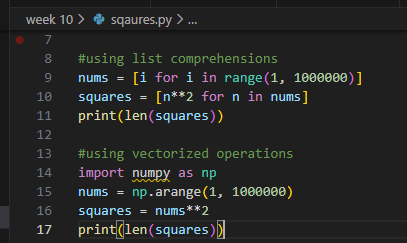 week 10 > sqaures.py > ...
7
8 #using list comprehensions
9 nums = [i for i in range(1, 1000000)]
10 squares = [n**2 for n in nums]
11 print(len(squares))
12
13 #using vectorized operations
14 import numpy as np
15 nums = np.arange(1, 1000000)
16 squares = nums**2
17 print(len(squares))